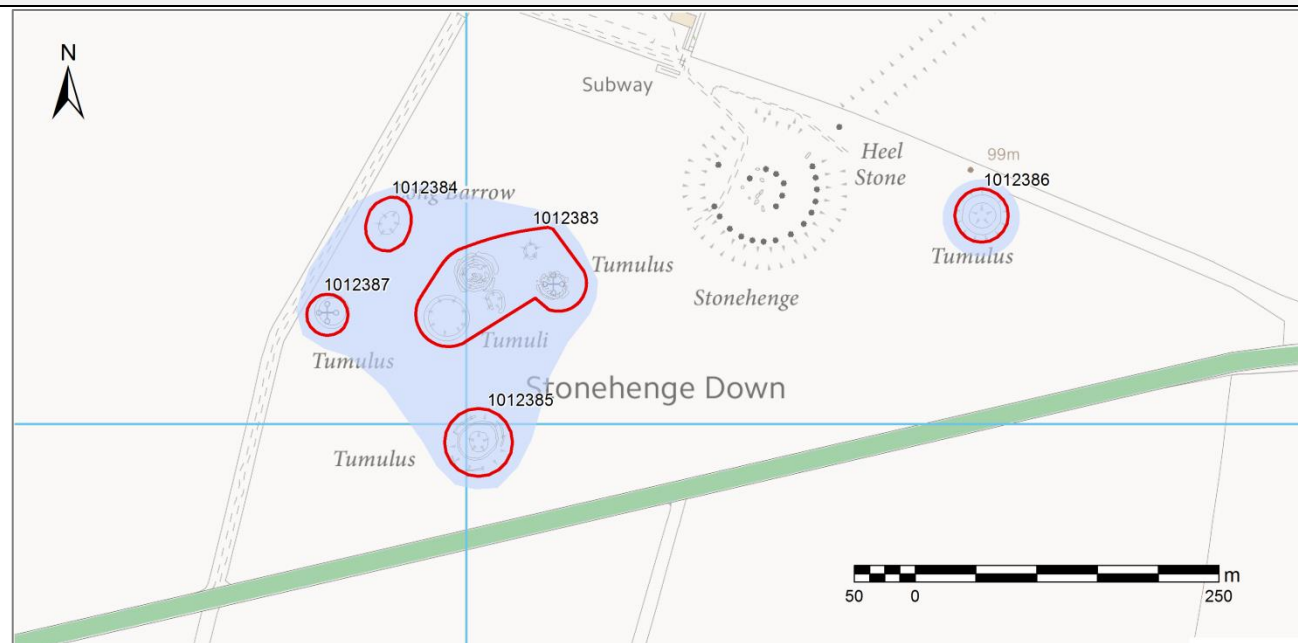 N
Subway
Heel
Stone
99m
1012384
ong Barrow
1012383
1012386
Tumulus
Tumulus
1012387
Stonehenge
Tumuli
Tumulus
Stonehenge Down
1012385
Tumulus
50 0 250 m